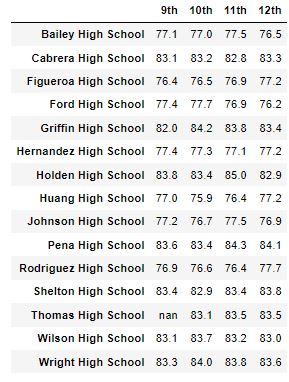 9th 10th 11th 12th
Bailey High School 77.1 77.0 77.5 76.5
Cabrera High School 83.1 83.2 82.8 83.3
Figueroa High School 76.4 76.5 76.9 77.2
Ford High School 77.4 77.7 76.9 76.2
Griffin High School 82.0 84.2 83.8 83.4
Hernandez High School 77.4 77.3 77.1 77.2
Holden High School 83.8 83.4 85.0 82.9
Huang High School 77.0 75.9 76.4 77.2
Johnson High School 77.2 76.7 77.5 76.9
Pena High School 83.6 83.4 84.3 84.1
Rodriguez High School 76.9 76.6 76.4 77.7
Shelton High School 83.4 82.9 83.4 83.8
Thomas High School nan 83.1 83.5 83.5
Wilson High School 83.1 83.7 83.2 83.0
Wright High School 83.3 84.0 83.8 83.6